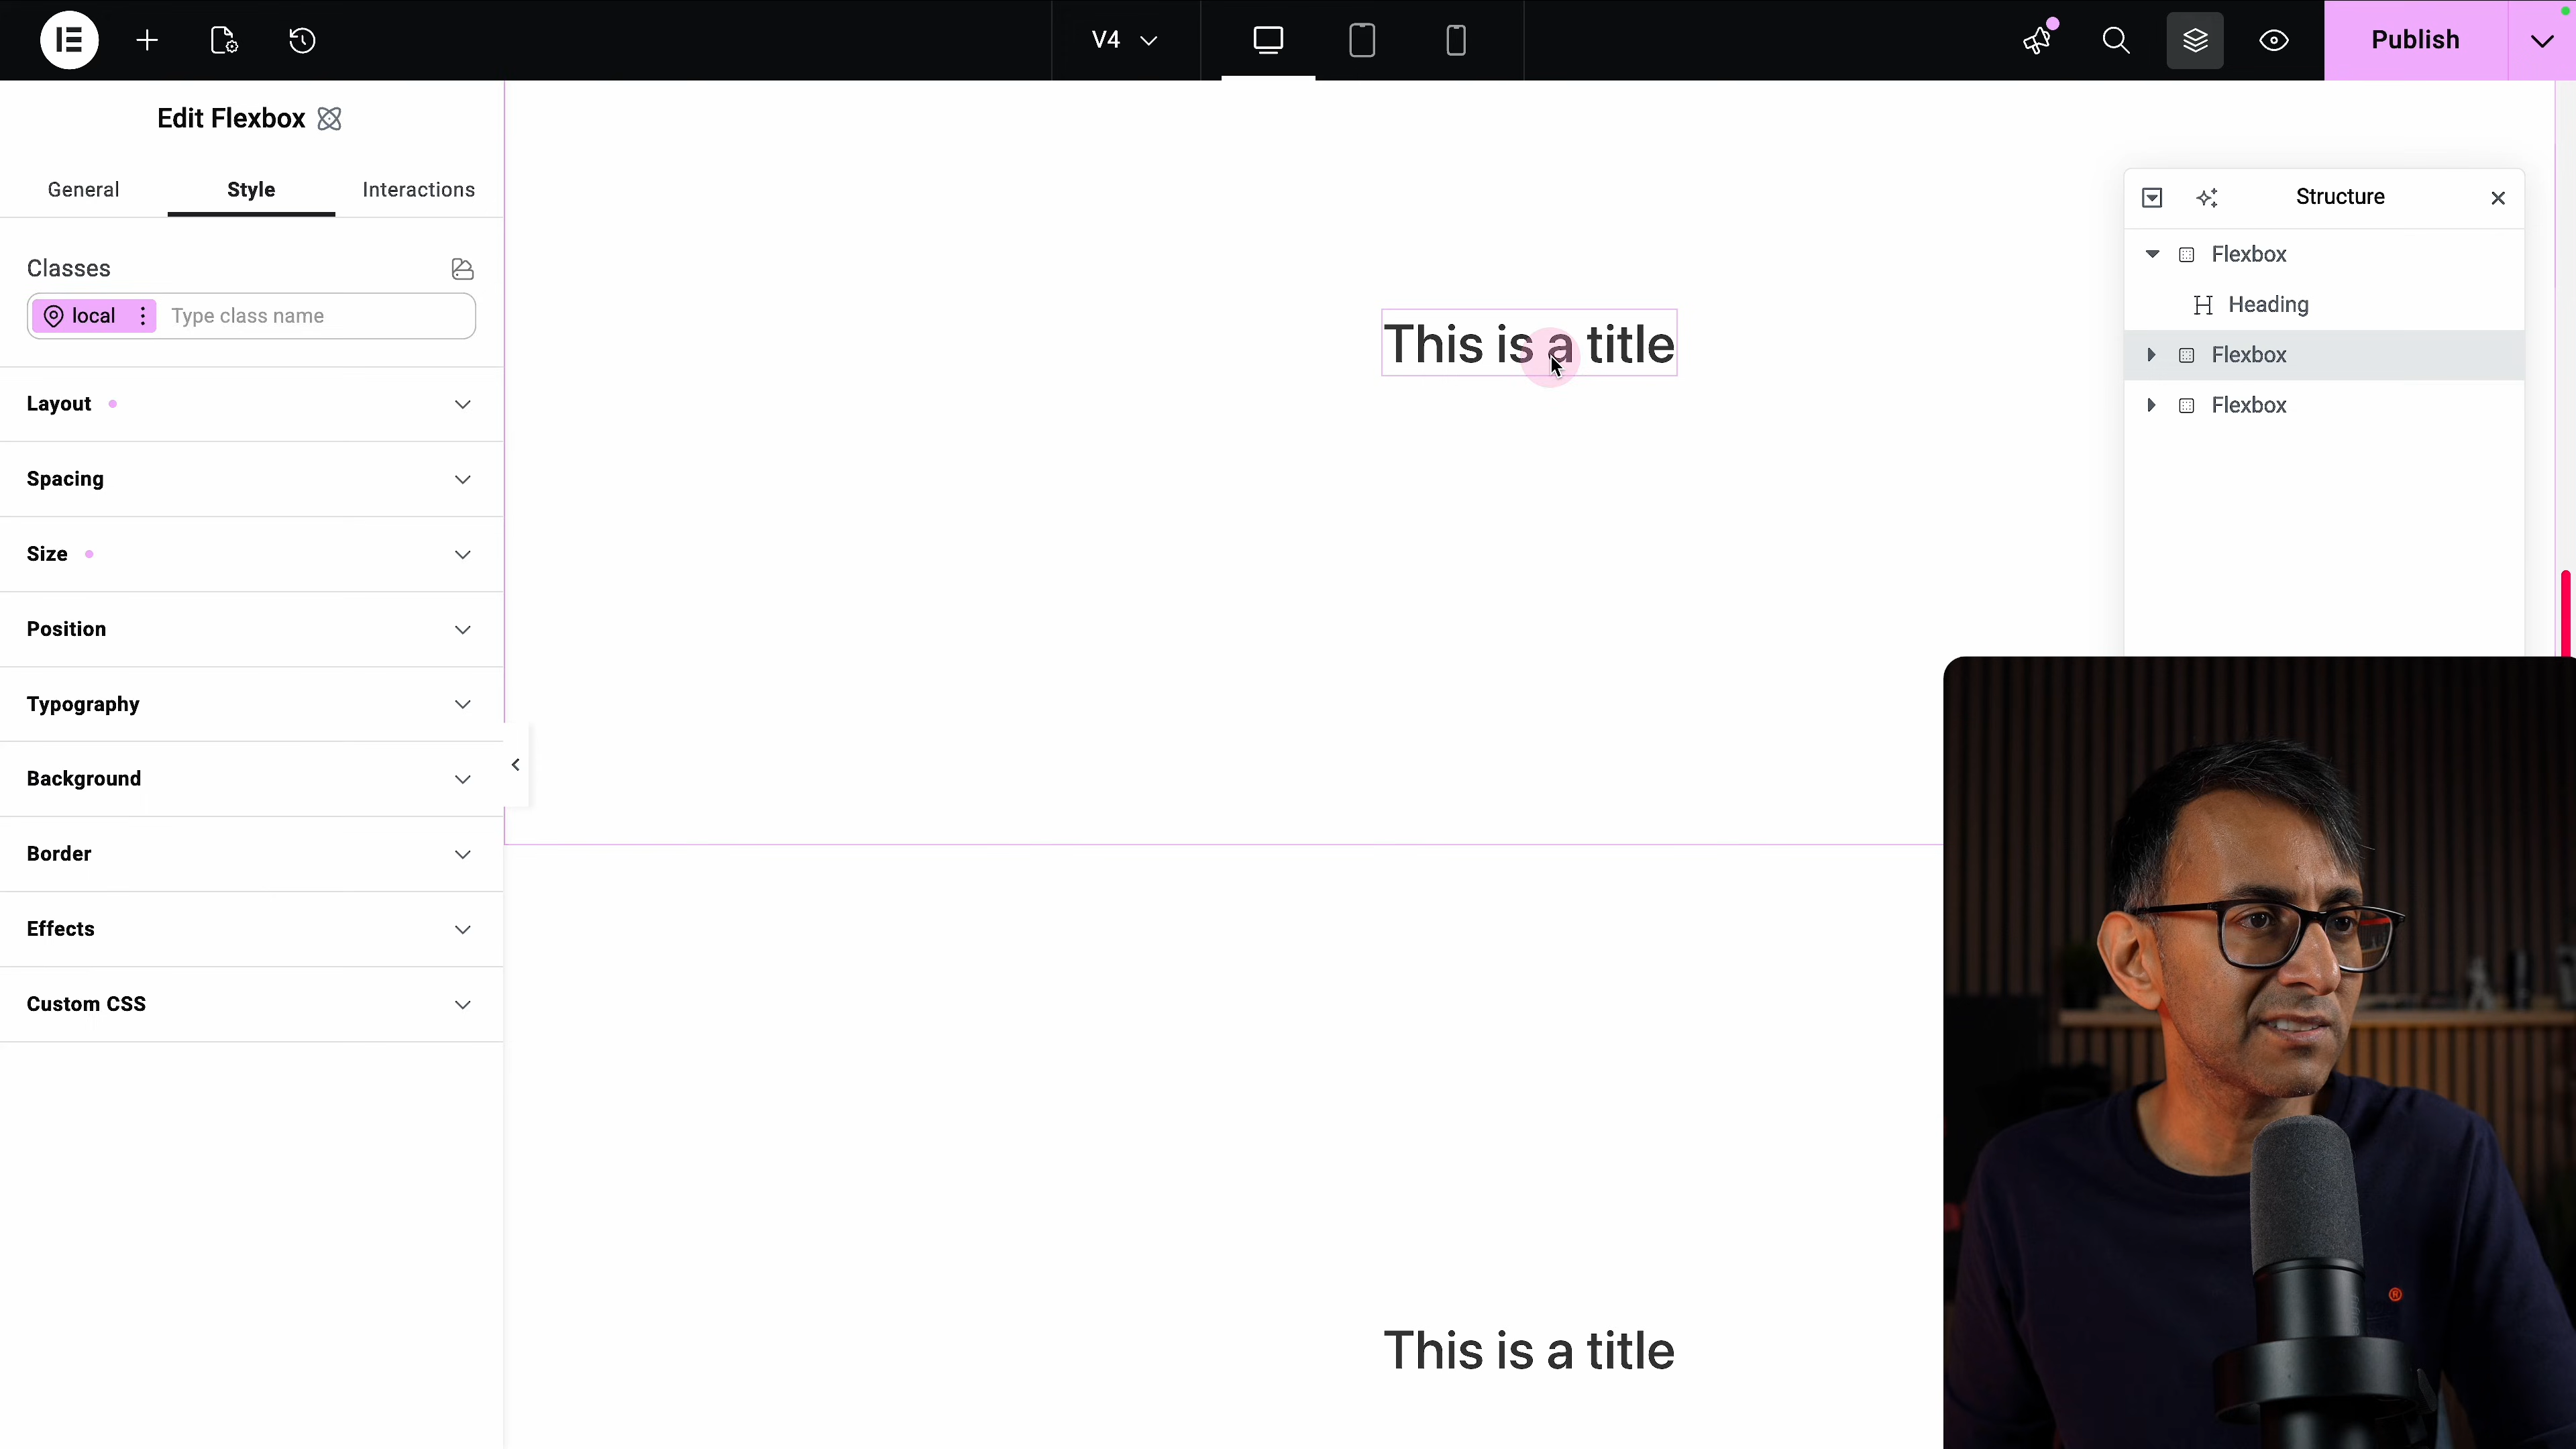 V4
Publish
Edit Flexbox
General
Style
Interactions
Classes
local
Type class name
Layout
Spacing
Size
Position
Typography
Background
Border
Effects
Custom CSS
This is a title
This is a title
Structure
Flexbox
Heading
Flexbox
Flexbox
®